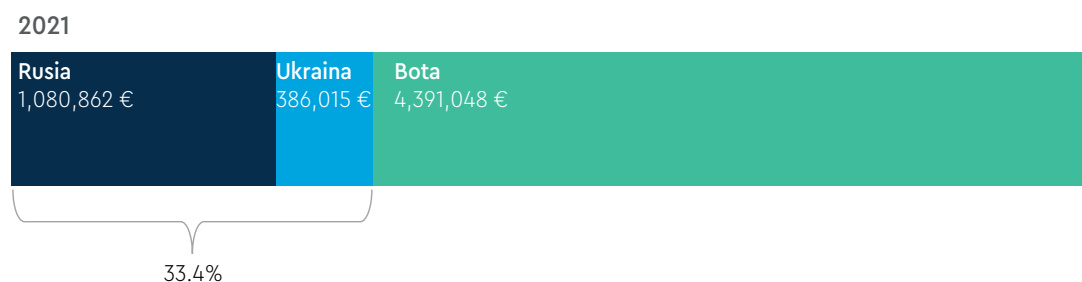 2021
Rusia
1,080,862 €
Ukraina
386,015 €
Bota
4,391,048 €
33.4%